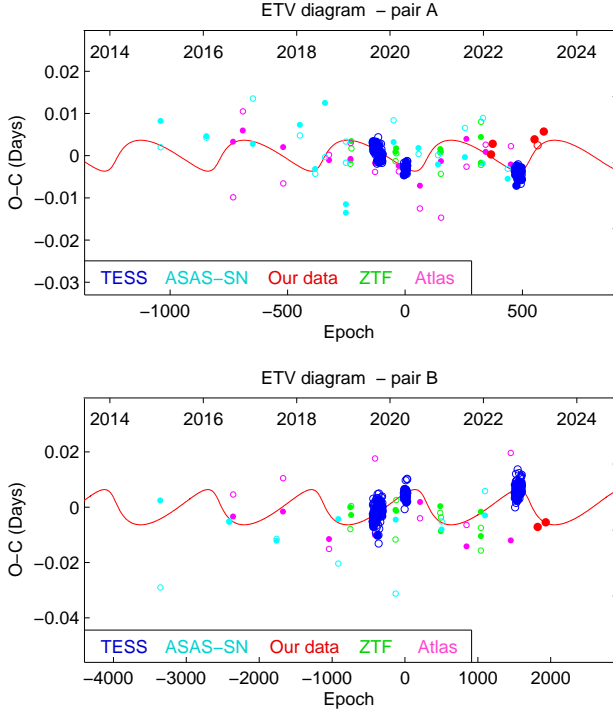 ETV diagram – pair A
2014 2016 2018 2020 2022 2024
0.02
0.01
0
−0.01
−0.02
−0.03
O−C (Days)
TESS ASAS−SN Our data ZTF Atlas
−1000 −500 0 500
Epoch
ETV diagram – pair B
2014 2016 2018 2020 2022 2024
0.02
0
−0.02
−0.04
O−C (Days)
TESS ASAS−SN Our data ZTF Atlas
−4000 −3000 −2000 −1000 0 1000 2000
Epoch